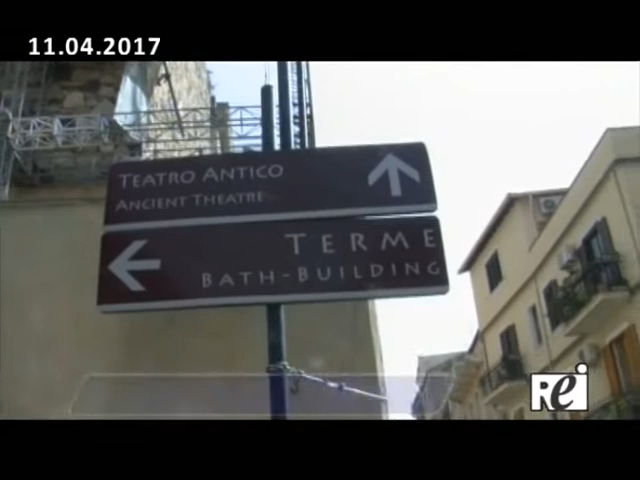 11.04.2017
TEATRO ANTICO
ANCIENT THEATRE
TERME
BATH-BUILDING
REi